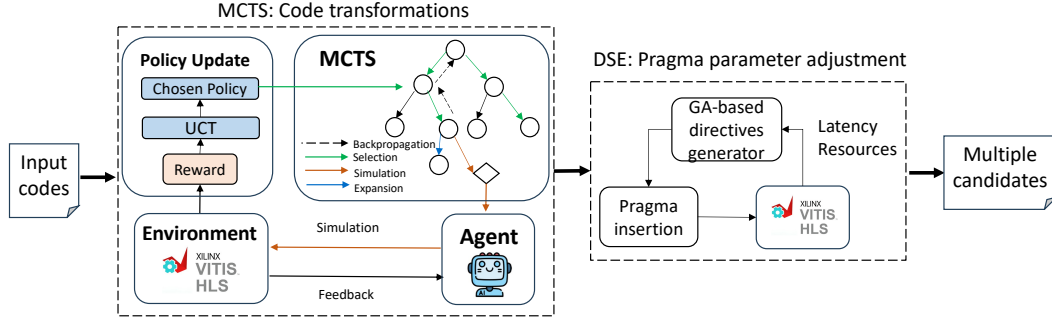 MCTS: Code transformations
Input
codes
Policy Update
Chosen Policy
UCT
Reward
MCTS
Backpropagation
Selection
Simulation
Expansion
Environment
XILINX
VITIS
HLS
Simulation
Feedback
Agent
AI
DSE: Pragma parameter adjustment
GA-based
directives
generator
Latency
Resources
Pragma
insertion
XILINX
VITIS
HLS
Multiple
candidates